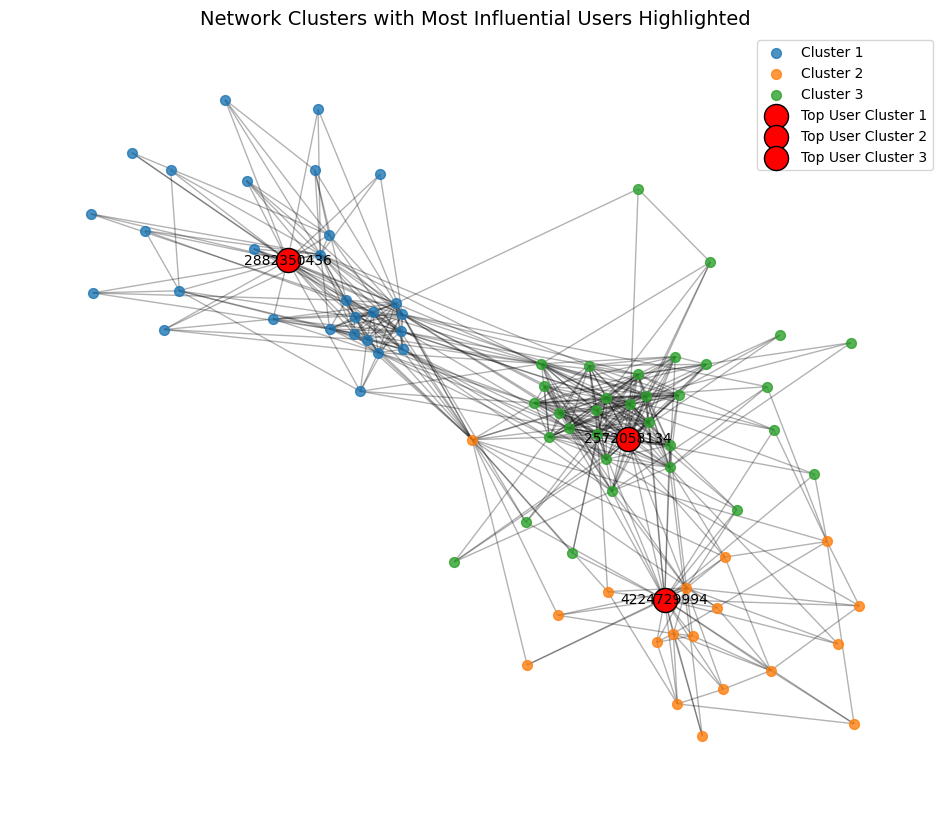 Network Clusters with Most Influential Users Highlighted
Cluster 1
Cluster 2
Cluster 3
Top User Cluster 1
Top User Cluster 2
Top User Cluster 3
2882350436
2572058134
4224729994